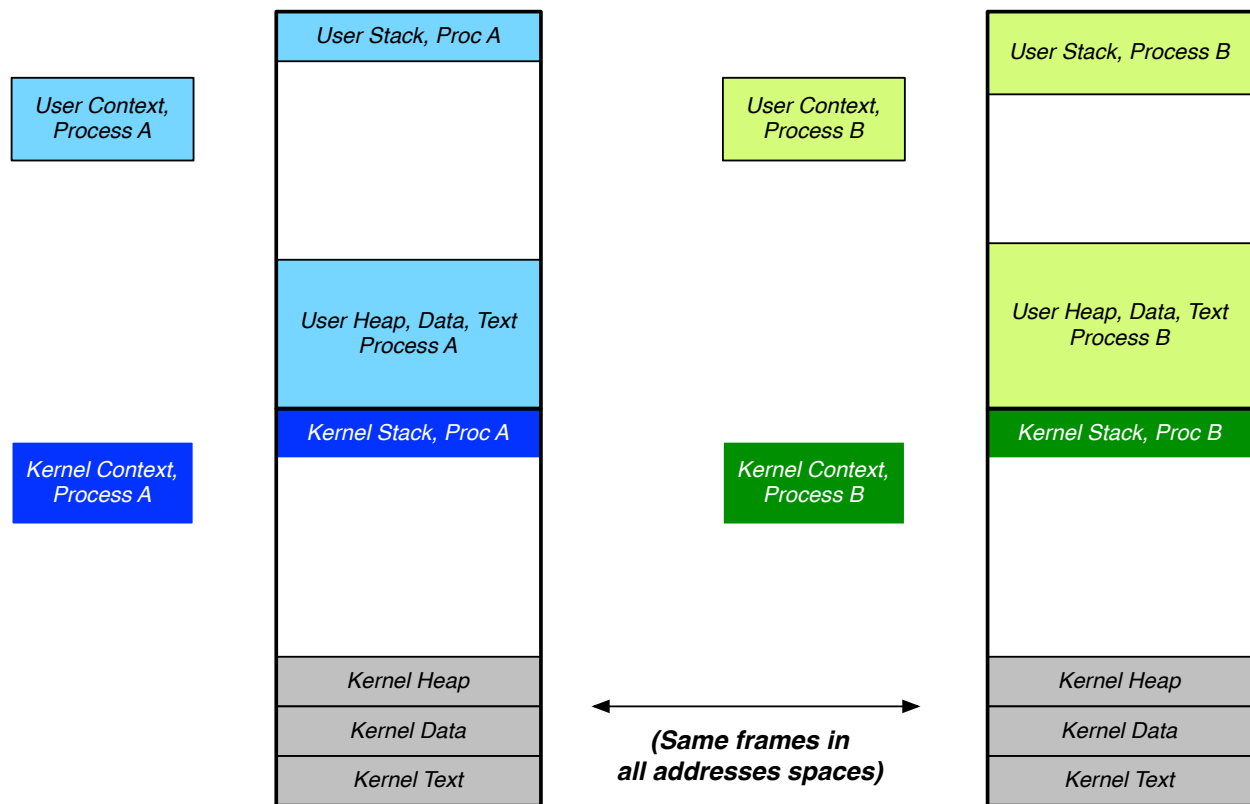 User Stack, Proc A
User Stack, Process B
User Context,
Process A
User Context,
Process B
User Heap, Data, Text
Process A
User Heap, Data, Text
Process B
Kernel Stack, Proc A
Kernel Stack, Proc B
Kernel Context,
Process A
Kernel Context,
Process B
Kernel Heap
Kernel Data
Kernel Text
(Same frames in
all addresses spaces)
Kernel Heap
Kernel Data
Kernel Text